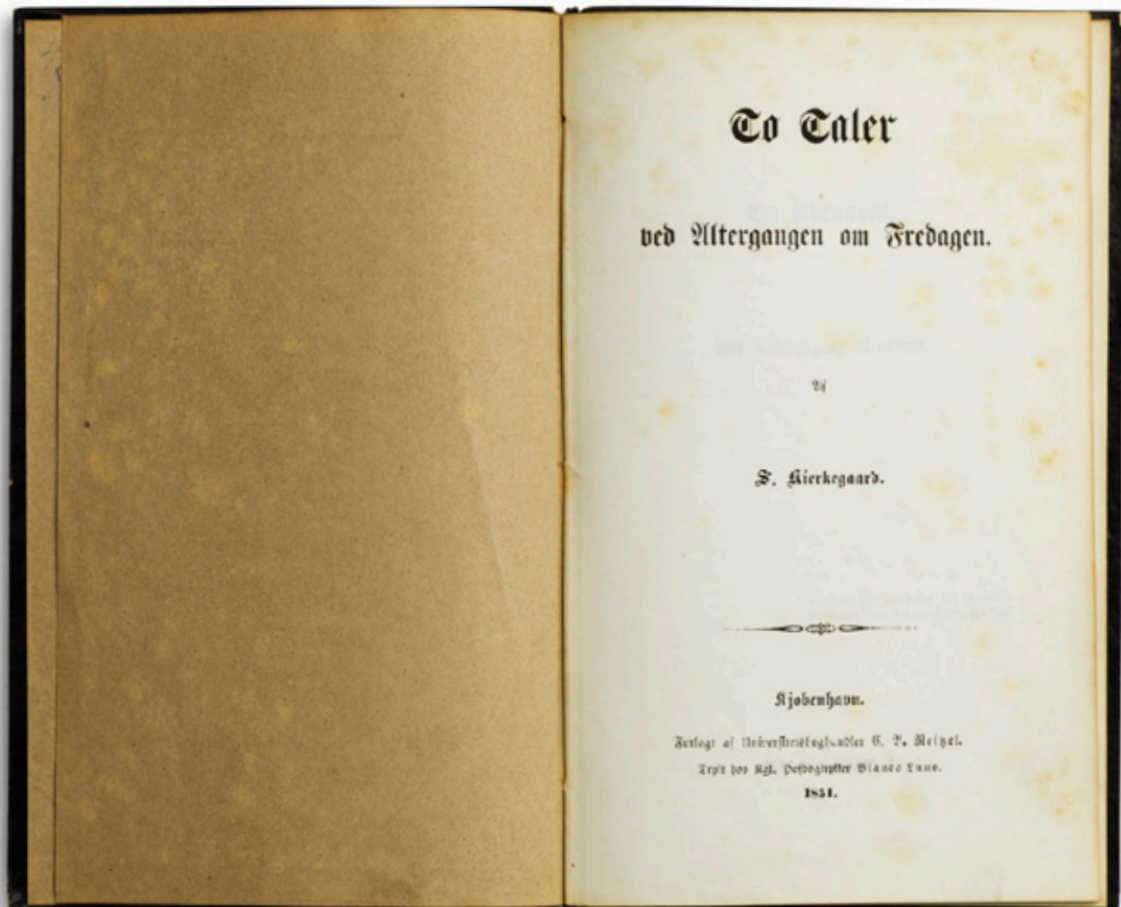 To Taler
ved Altergangen om Fredagen.
Af
S. Kierkegaard.
Kjøbenhavn.
Forlagt af Universitetsboghandler C. A. Reitzel.
Trykt hos Kgl. Hofbogtrykker Bianco Luno.
1851.